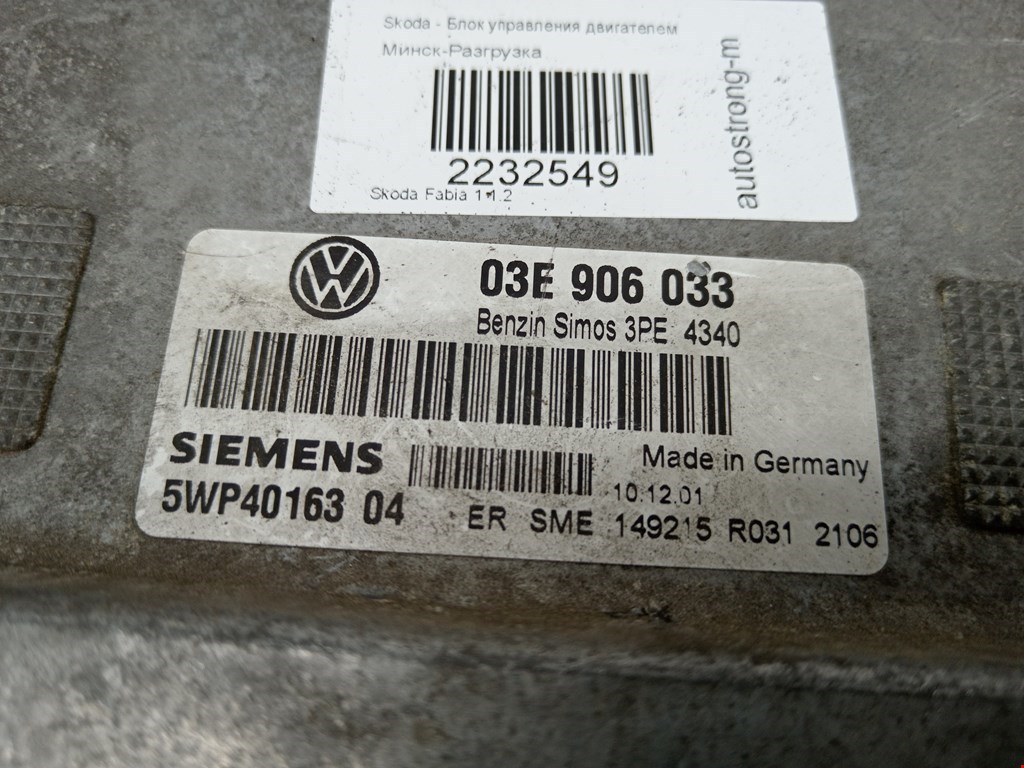 Skoda - Блок управления двигателем
Минск-Разгрузка
autostrong-m
2232549
Skoda Fabia 1 1.2
03E 906 033
Benzin Simos 3PE 4340
SIEMENS
Made in Germany
5WP40163 04
10.12.01
ER SME 149215 R031 2106